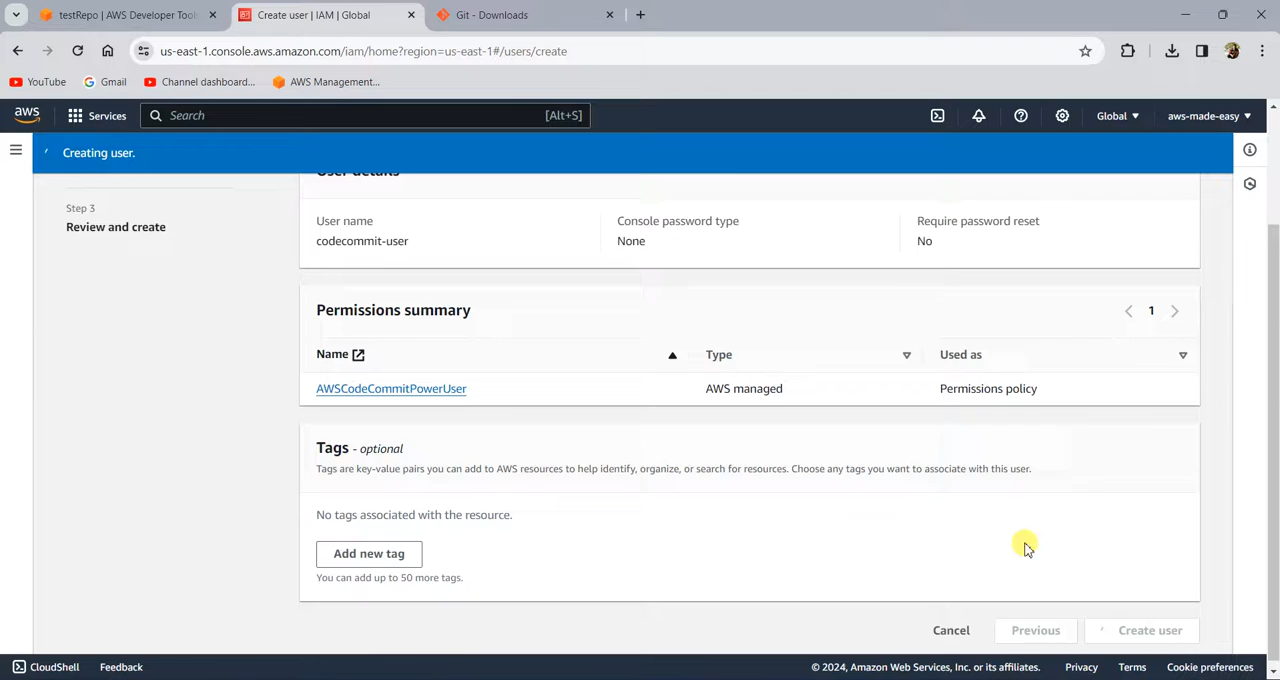 testRepo | AWS Developer Tools
Create user | IAM | Global
Git - Downloads
us-east-1.console.aws.amazon.com/iam/home?region=us-east-1#/users/create
YouTube
Gmail
Channel dashboard...
AWS Management...
aws
Services
Search
[Alt+S]
Global
aws-made-easy
Creating user.
User details
Step 3
Review and create
User name
Console password type
Require password reset
codecommit-user
None
No
Permissions summary
1
Name
Type
Used as
AWSCodeCommitPowerUser
AWS managed
Permissions policy
Tags - optional
Tags are key-value pairs you can add to AWS resources to help identify, organize, or search for resources. Choose any tags you want to associate with this user.
No tags associated with the resource.
Add new tag
You can add up to 50 more tags.
Cancel
Previous
Create user
CloudShell
Feedback
© 2024, Amazon Web Services, Inc. or its affiliates.
Privacy
Terms
Cookie preferences